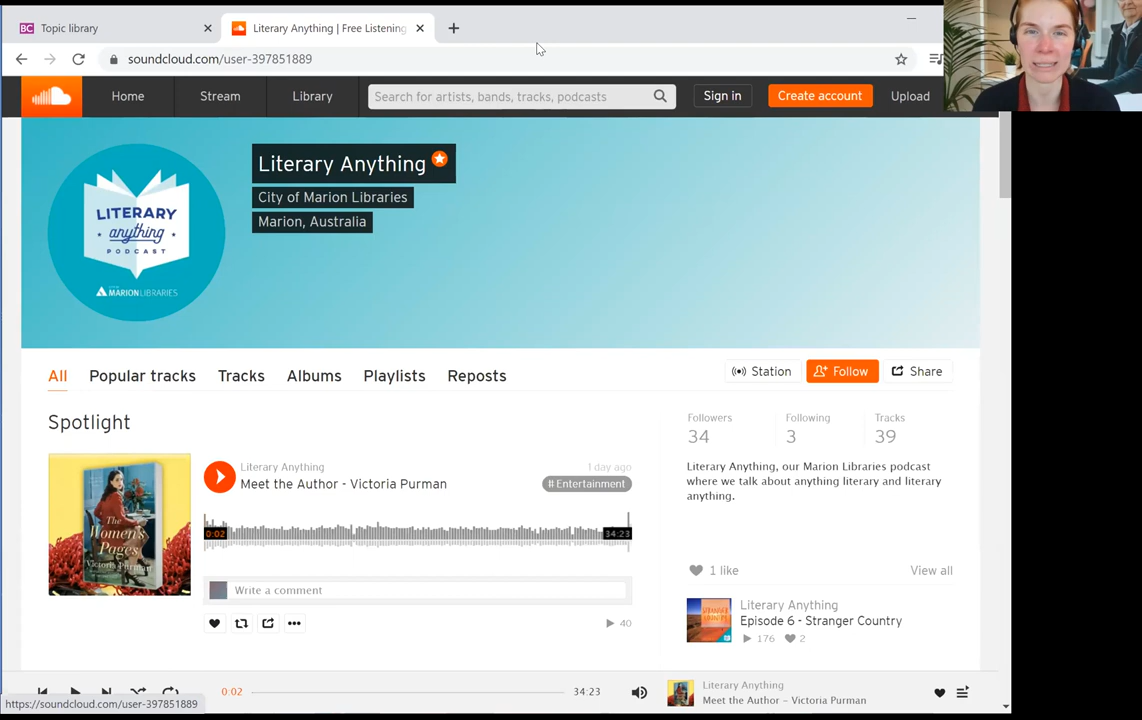 BC Topic library
Literary Anything | Free Listening
soundcloud.com/user-397851889
Home Stream Library Search for artists, bands, tracks, podcasts Sign in Create account Upload
LITERARY
anything
PODCAST
MARION LIBRARIES
Literary Anything
City of Marion Libraries
Marion, Australia
All Popular tracks Tracks Albums Playlists Reposts Station Follow Share
Spotlight
Followers Following Tracks
34 3 39
Literary Anything, our Marion Libraries podcast
where we talk about anything literary and literary
anything.
The
Women's
Pages
Victoria Purman
Literary Anything 1 day ago
Meet the Author - Victoria Purman # Entertainment
0:02 34:23
Write a comment
40
1 like View all
STRANGER
COUNTRY
Literary Anything
Episode 6 - Stranger Country
176 2
0:02 34:23
Literary Anything
Meet the Author - Victoria Purman
https://soundcloud.com/user-397851889